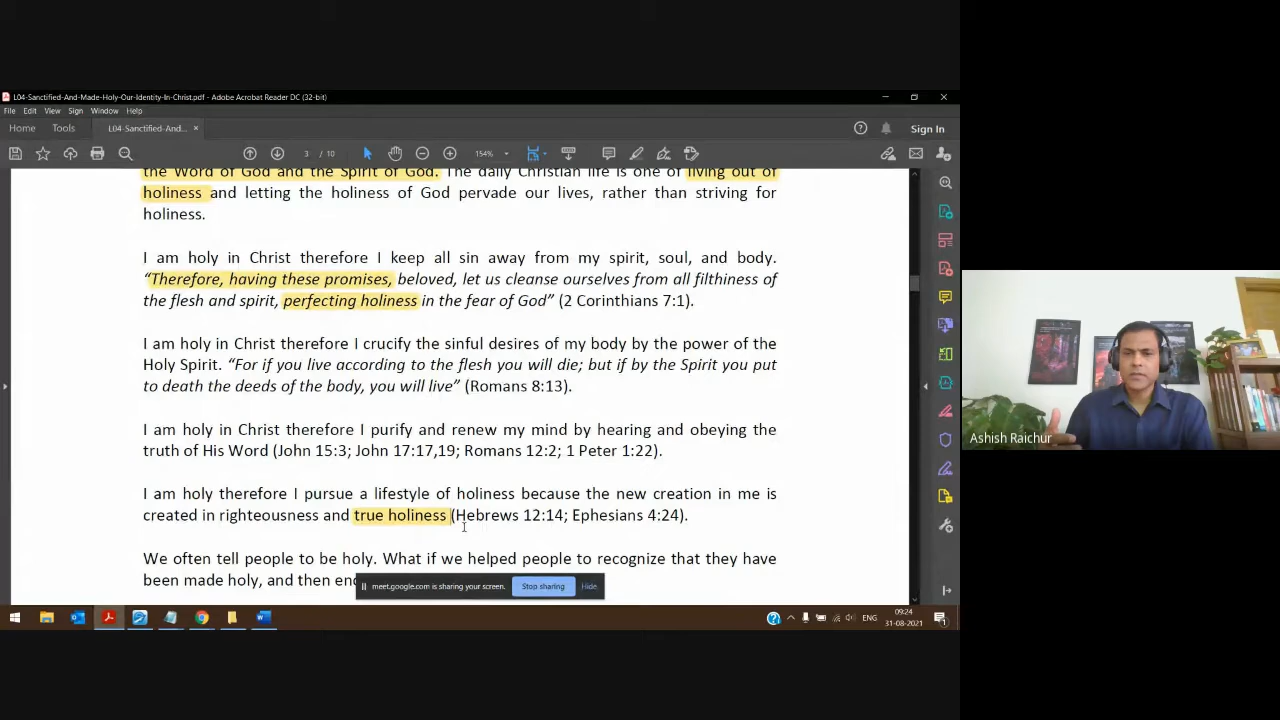 L04-Sanctified-And-Made-Holy-Our-Identity-In-Christ.pdf - Adobe Acrobat Reader DC (32-bit)
File Edit View Sign Window Help
Home Tools L04-Sanctified-And... × Sign In
3 / 10 154%
the Word of God and the Spirit of God. The daily Christian life is one of living out of
holiness and letting the holiness of God pervade our lives, rather than striving for
holiness.
I am holy in Christ therefore I keep all sin away from my spirit, soul, and body.
“Therefore, having these promises, beloved, let us cleanse ourselves from all filthiness of
the flesh and spirit, perfecting holiness in the fear of God” (2 Corinthians 7:1).
I am holy in Christ therefore I crucify the sinful desires of my body by the power of the
Holy Spirit. “For if you live according to the flesh you will die; but if by the Spirit you put
to death the deeds of the body, you will live” (Romans 8:13).
I am holy in Christ therefore I purify and renew my mind by hearing and obeying the
truth of His Word (John 15:3; John 17:17,19; Romans 12:2; 1 Peter 1:22).
I am holy therefore I pursue a lifestyle of holiness because the new creation in me is
created in righteousness and true holiness (Hebrews 12:14; Ephesians 4:24).
We often tell people to be holy. What if we helped people to recognize that they have
been made holy, and then
meet.google.com is sharing your screen. Stop sharing Hide
ENG
09:24
31-08-2021
Ashish Raichur